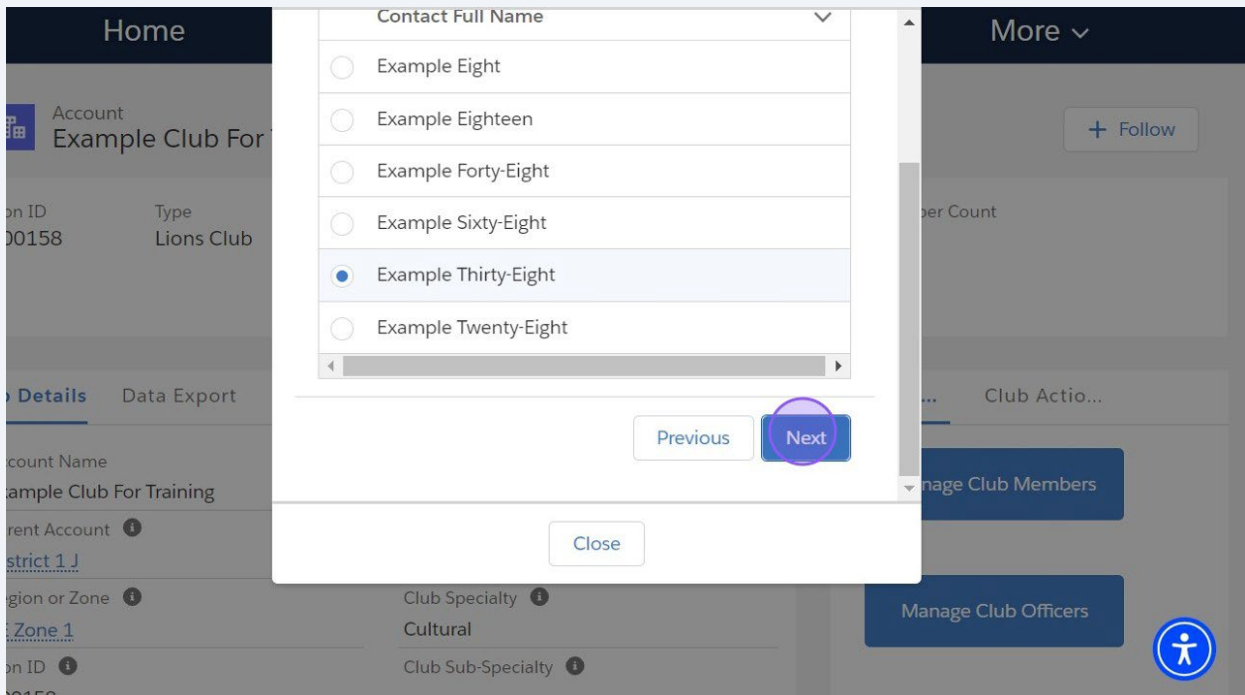 Home
More
Contact Full Name
Example Eight
Example Eighteen
Example Forty-Eight
Example Sixty-Eight
Example Thirty-Eight
Example Twenty-Eight
Previous
Next
Close
Account
Example Club For
+ Follow
on ID
Type
per Count
00158
Lions Club
Details
Data Export
...
Club Actio...
ccount Name
ample Club For Training
rent Account
strict 1 J
egion or Zone
Zone 1
on ID
Club Specialty
Cultural
Club Sub-Specialty
nage Club Members
Manage Club Officers